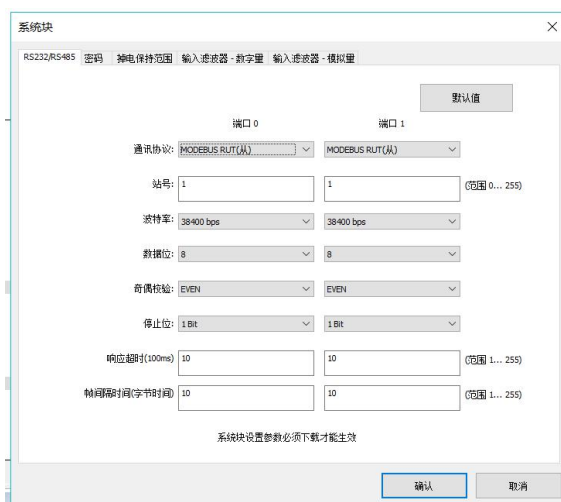 系统块
RS232/RS485 密码 掉电保持范围 输入滤波器 - 数字量 输入滤波器 - 模拟量
默认值
端口 0 端口 1
通讯协议: MODEBUS RUT(从) MODEBUS RUT(从)
站号: 1 1 (范围 0... 255)
波特率: 38400 bps 38400 bps
数据位: 8 8
奇偶校验: EVEN EVEN
停止位: 1 Bit 1 Bit
响应超时(100ms) 10 10 (范围 1... 255)
帧间隔时间(字节时间) 10 10 (范围 1... 255)
系统块设置参数必须下载才能生效
确认 取消